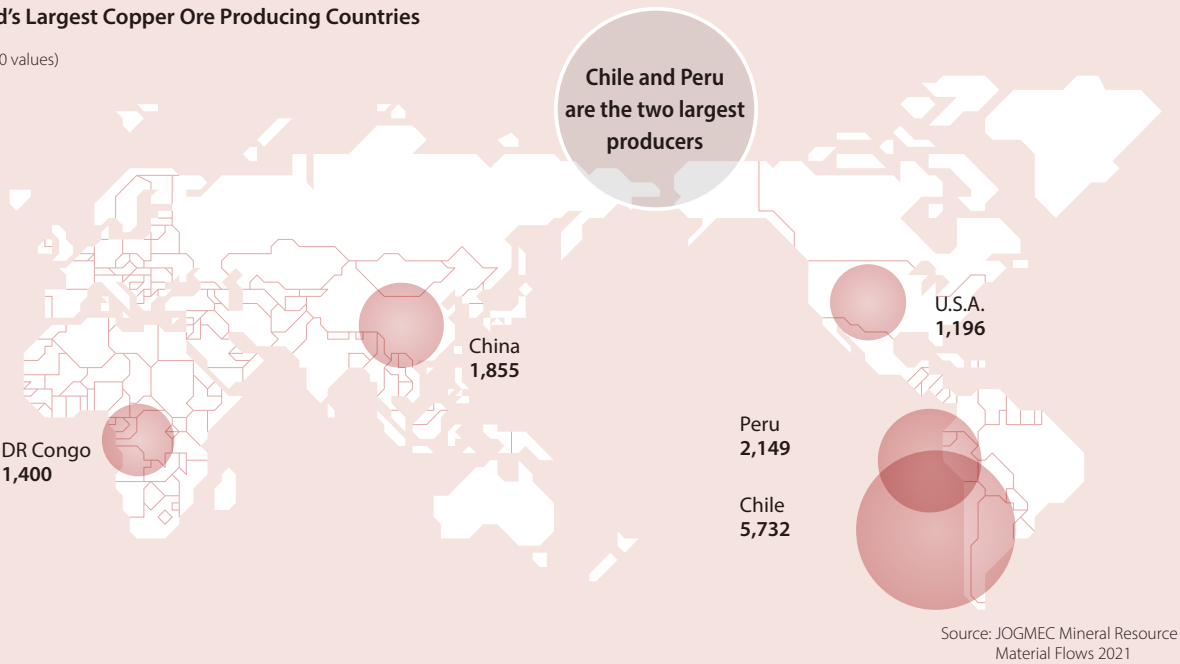 d's Largest Copper Ore Producing Countries
0 values)
Chile and Peru
are the two largest
producers
U.S.A.
1,196
China
1,855
Peru
2,149
DR Congo
1,400
Chile
5,732
Source: JOGMEC Mineral Resource
Material Flows 2021